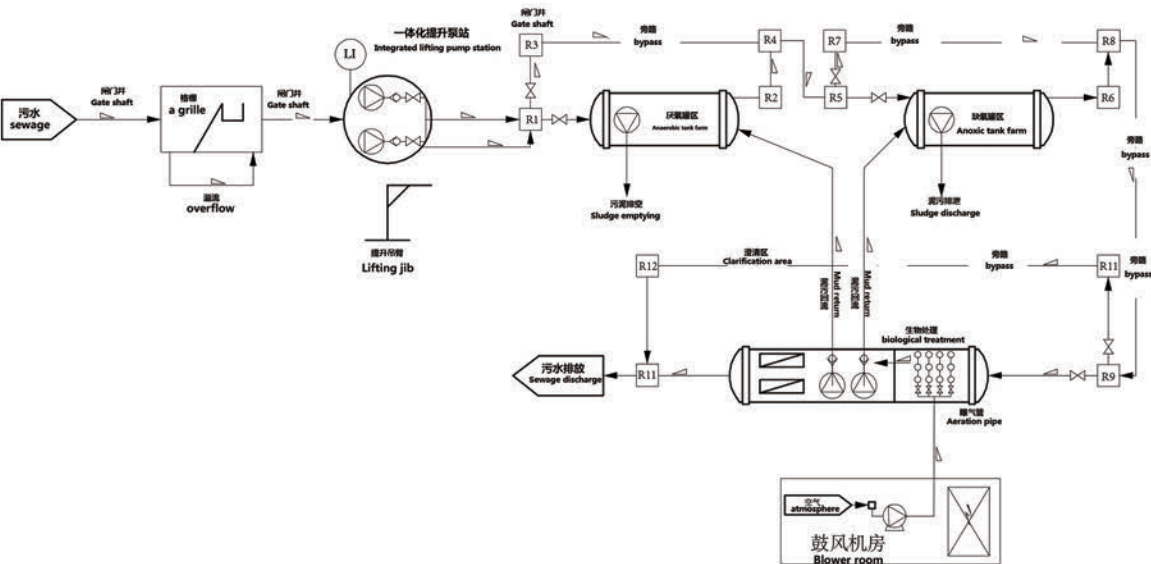 污水
sewage
闸门井
Gate shaft
格栅
a grille
溢流
overflow
闸门井
Gate shaft
LI
一体化提升泵站
Integrated lifting pump station
提升吊臂
Lifting jib
闸门井
Gate shaft
R3
R1
旁路
bypass
R4
R2
厌氧罐区
Anaerobic tank farm
污泥排空
Sludge emptying
R7
R5
旁路
bypass
R8
R6
缺氧罐区
Anoxic tank farm
泥污排泄
Sludge discharge
旁路
bypass
旁路
bypass
R12
澄清区
Clarification area
旁路
bypass
R11
Mud return
Mud return
生物处理
biological treatment
污水排放
Sewage discharge
R11
R9
曝气管
Aeration pipe
空气
atmosphere
鼓风机房
Blower room